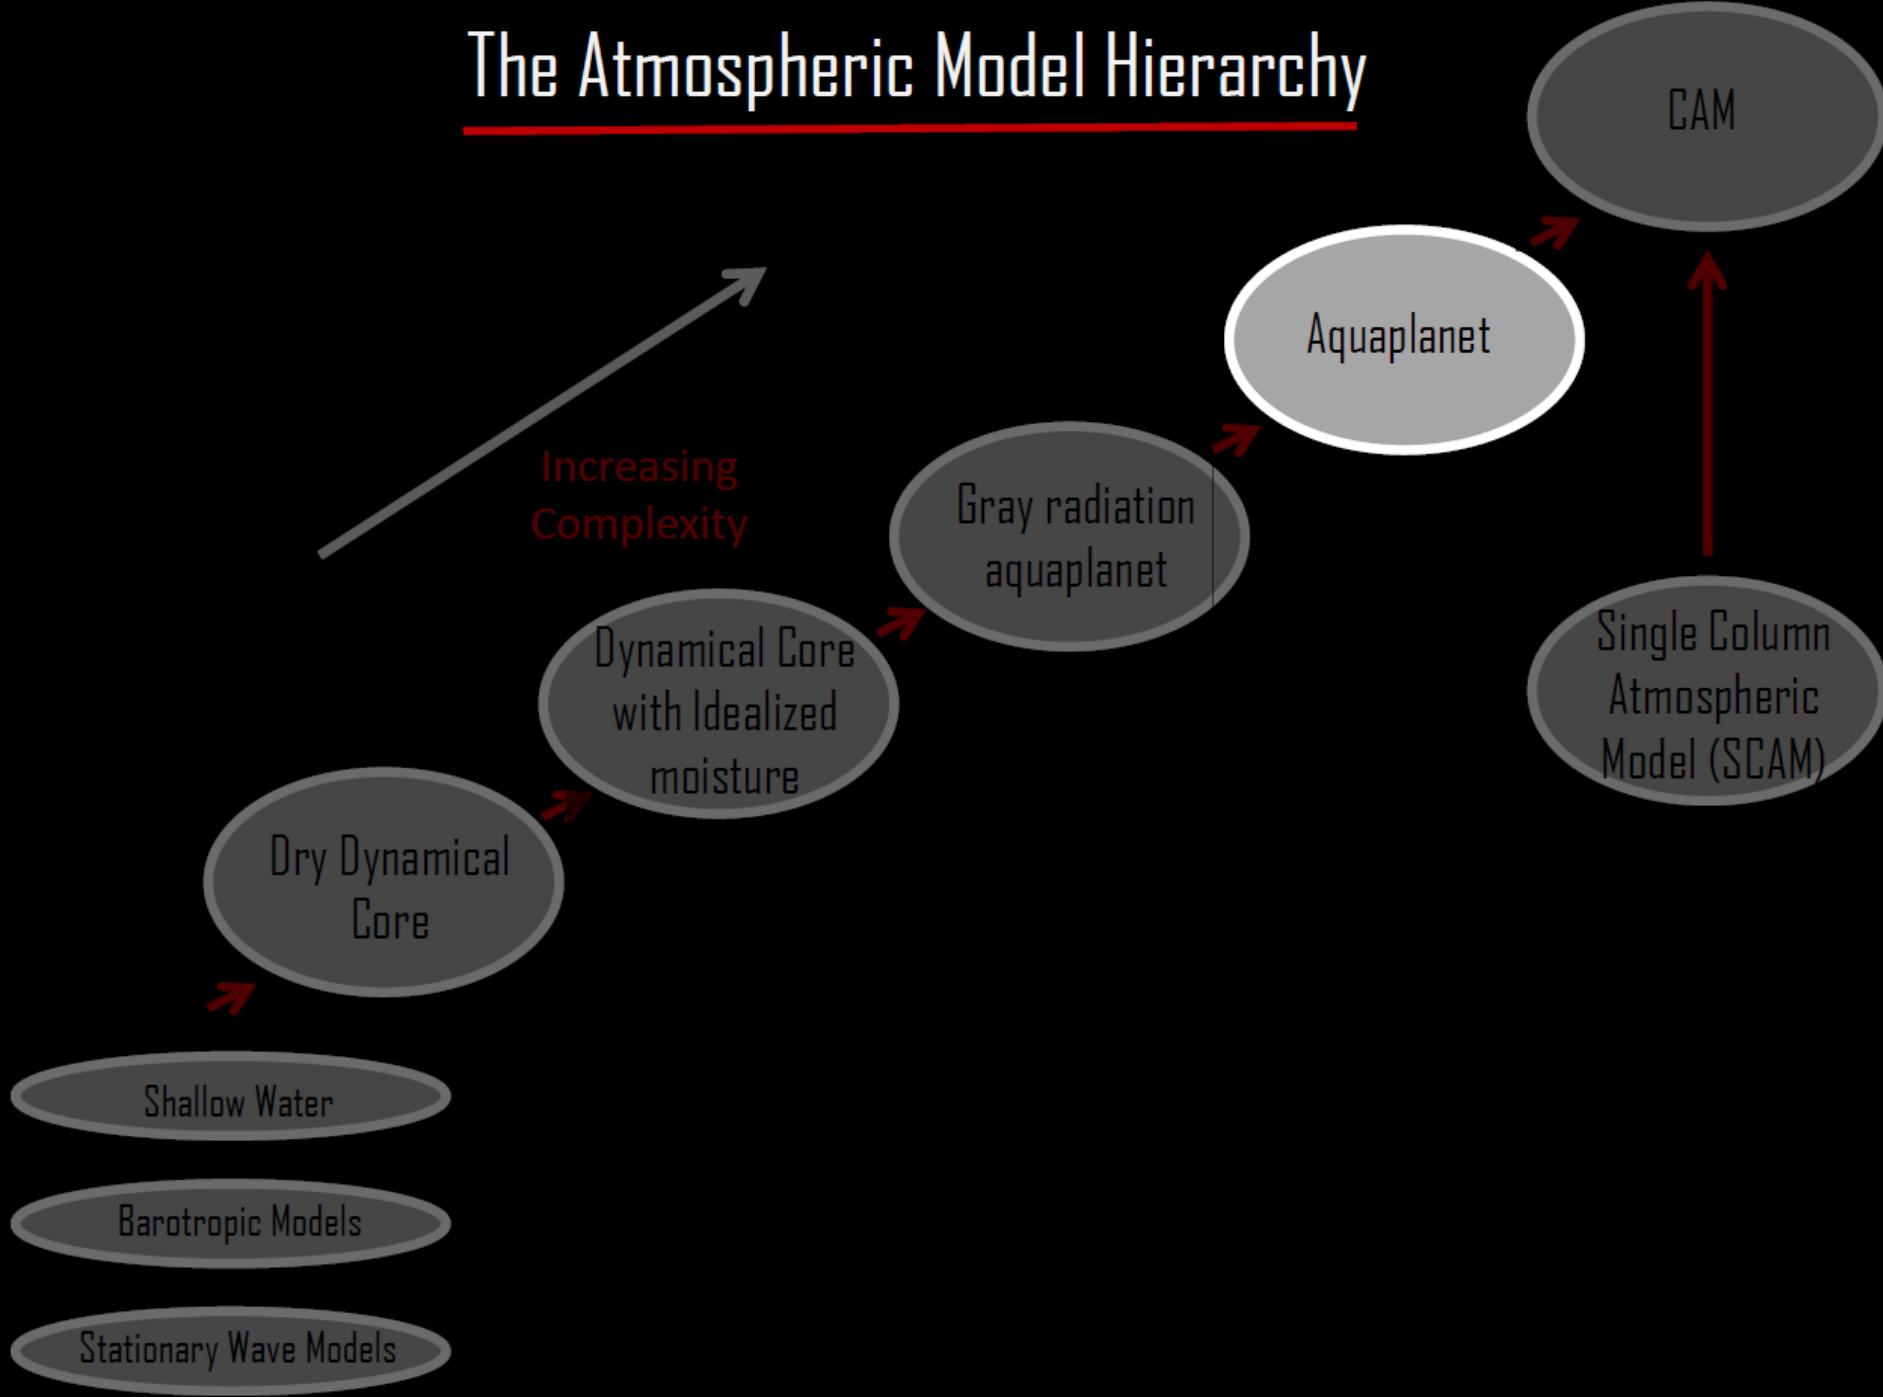 The Atmospheric Model Hierarchy
CAM
Aquaplanet
Increasing
Complexity
Gray radiation
aquaplanet
Dynamical Core
with Idealized
moisture
Single Column
Atmospheric
Model (SCAM)
Dry Dynamical
Core
Shallow Water
Barotropic Models
Stationary Wave Models